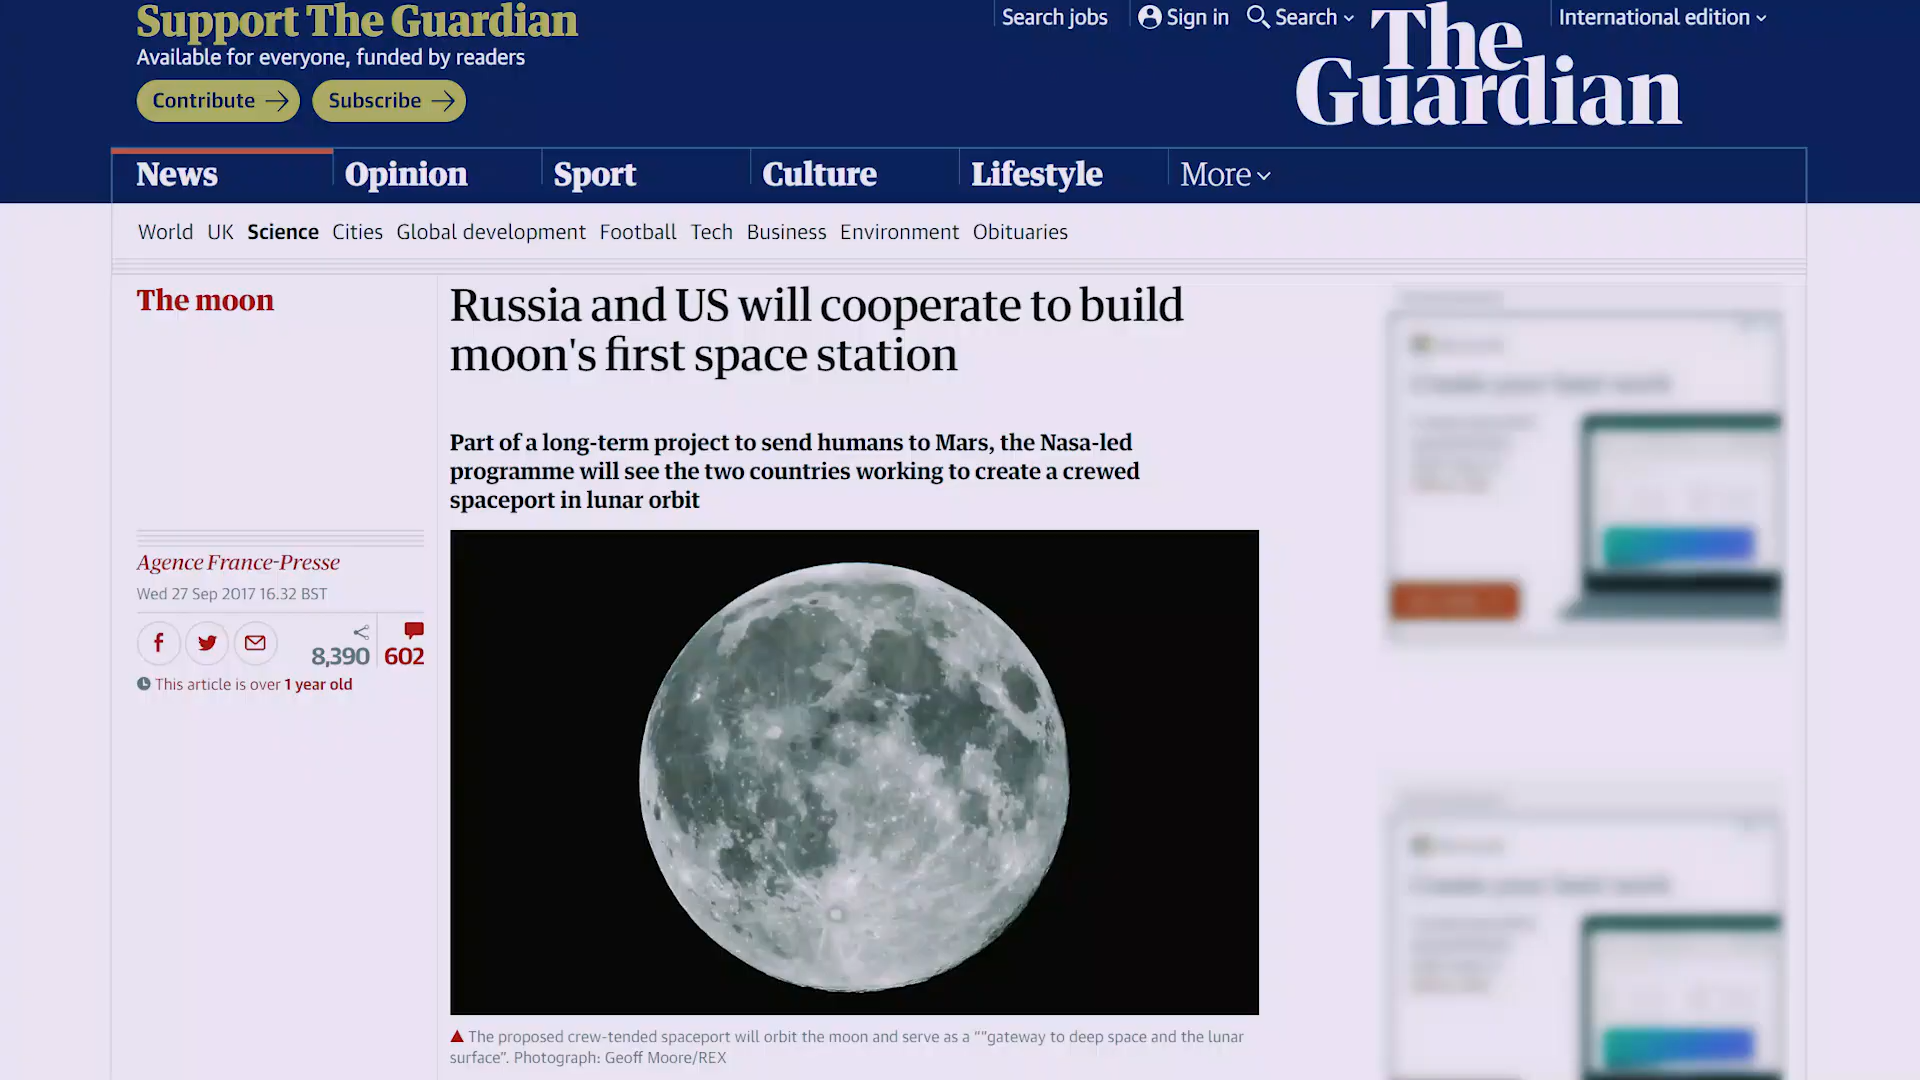 Support The Guardian
Available for everyone, funded by readers
Contribute
Subscribe
Search jobs
Sign in
Search
International edition
The
Guardian
News
Opinion
Sport
Culture
Lifestyle
More
World UK Science Cities Global development Football Tech Business Environment Obituaries
The moon
Russia and US will cooperate to build
moon's first space station
Part of a long-term project to send humans to Mars, the Nasa-led
programme will see the two countries working to create a crewed
spaceport in lunar orbit
Agence France-Presse
Wed 27 Sep 2017 16.32 BST
8,390
602
This article is over 1 year old
The proposed crew-tended spaceport will orbit the moon and serve as a “"gateway to deep space and the lunar
surface”. Photograph: Geoff Moore/REX